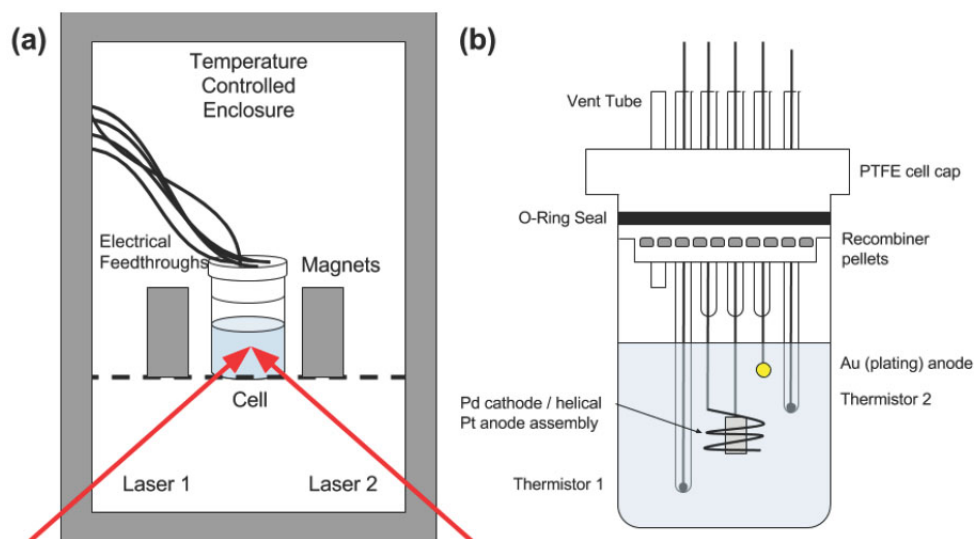 (a)
Temperature
Controlled
Enclosure
Electrical
Feedthroughs
Magnets
Cell
Laser 1
Laser 2
(b)
Vent Tube
PTFE cell cap
O-Ring Seal
Recombiner
pellets
Au (plating) anode
Thermistor 2
Pd cathode / helical
Pt anode assembly
Thermistor 1